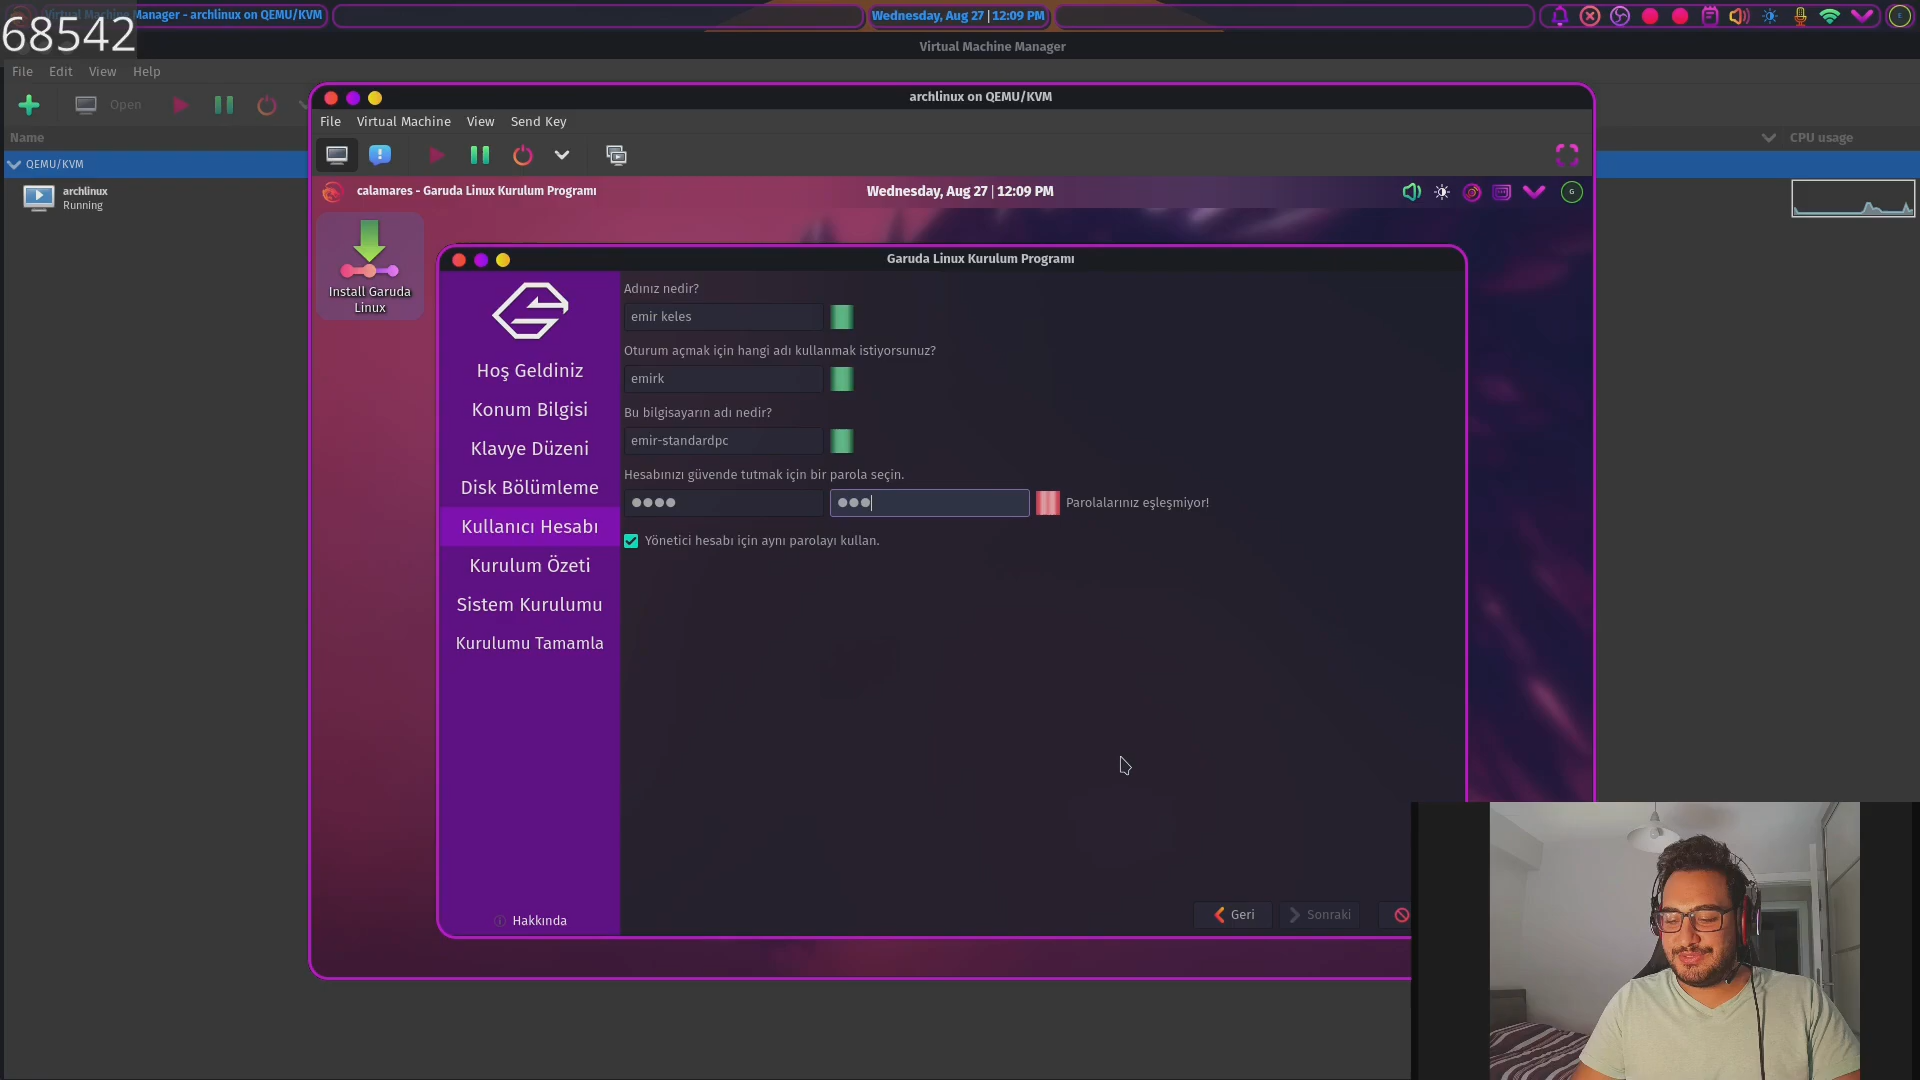 Virtual Machine Manager - archlinux on QEMU/KVM
Wednesday, Aug 27 | 12:09 PM
68542
Virtual Machine Manager
File Edit View Help
Open
Name
CPU usage
QEMU/KVM
archlinux
Running
archlinux on QEMU/KVM
File Virtual Machine View Send Key
calamares - Garuda Linux Kurulum Programı
Wednesday, Aug 27 | 12:09 PM
Install Garuda
Linux
Garuda Linux Kurulum Programı
Hoş Geldiniz
Konum Bilgisi
Klavye Düzeni
Disk Bölümleme
Kullanıcı Hesabı
Kurulum Özeti
Sistem Kurulumu
Kurulumu Tamamla
Hakkında
Adınız nedir?
emir keles
Oturum açmak için hangi adı kullanmak istiyorsunuz?
emirk
Bu bilgisayarın adı nedir?
emir-standardpc
Hesabınızı güvende tutmak için bir parola seçin.
●●●● ●●● Parolalarınız eşleşmiyor!
Yönetici hesabı için aynı parolayı kullan.
Geri
Sonraki